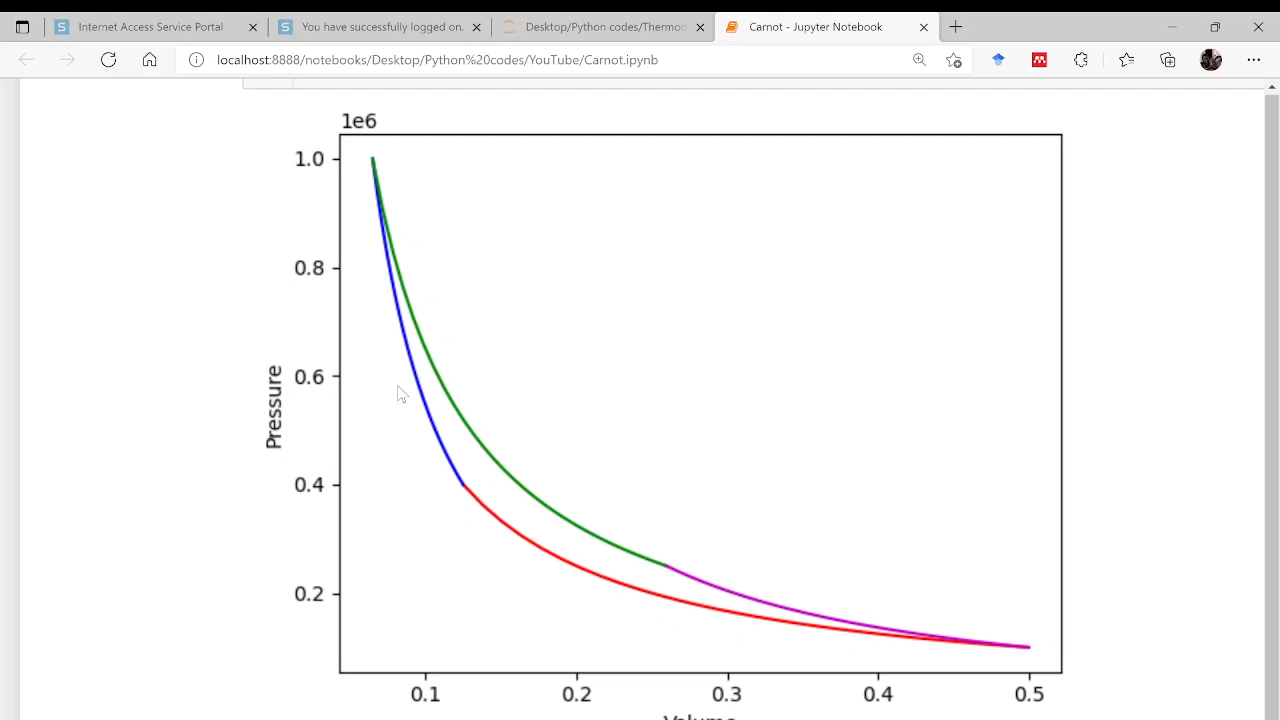 Internet Access Service Portal
You have successfully logged on.
Desktop/Python codes/Thermod
Carnot - Jupyter Notebook
localhost:8888/notebooks/Desktop/Python%20codes/YouTube/Carnot.ipynb
1e6
1.0
0.8
0.6
0.4
0.2
Pressure
0.1 0.2 0.3 0.4 0.5
Volume